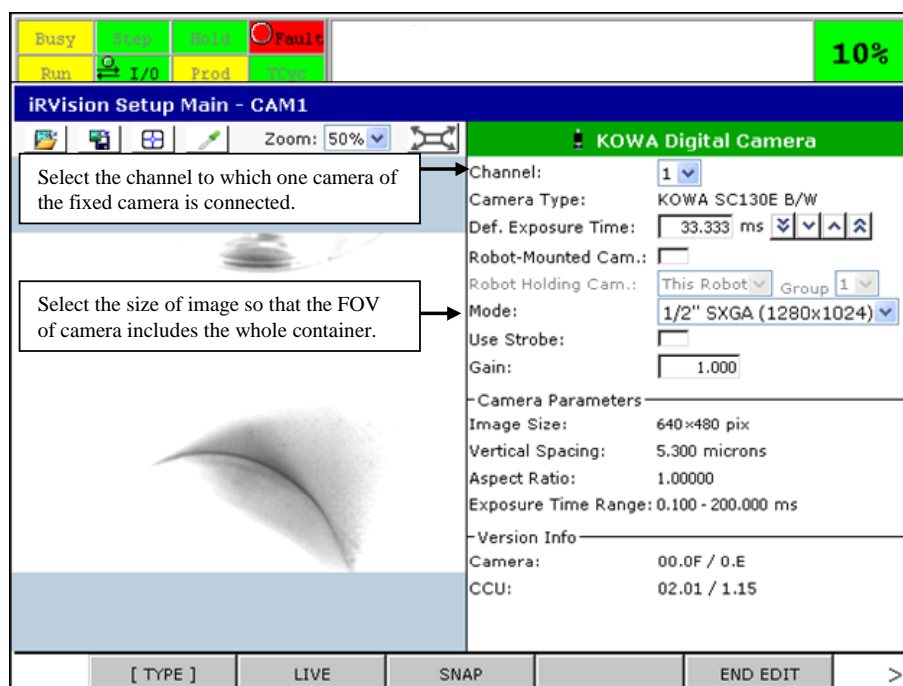 Busy Step Hold Fault
Run I/O Prod TCyc
10%
iRVision Setup Main - CAM1
Zoom: 50%
KOWA Digital Camera
Select the channel to which one camera of
the fixed camera is connected.
Channel: 1
Camera Type: KOWA SC130E B/W
Def. Exposure Time: 33.333 ms
Robot-Mounted Cam.:
Robot Holding Cam.: This Robot Group 1
Select the size of image so that the FOV
of camera includes the whole container.
Mode: 1/2" SXGA (1280x1024)
Use Strobe:
Gain: 1.000
Camera Parameters
Image Size: 640×480 pix
Vertical Spacing: 5.300 microns
Aspect Ratio: 1.00000
Exposure Time Range: 0.100 - 200.000 ms
Version Info
Camera: 00.0F / 0.E
CCU: 02.01 / 1.15
[ TYPE ] LIVE SNAP END EDIT >